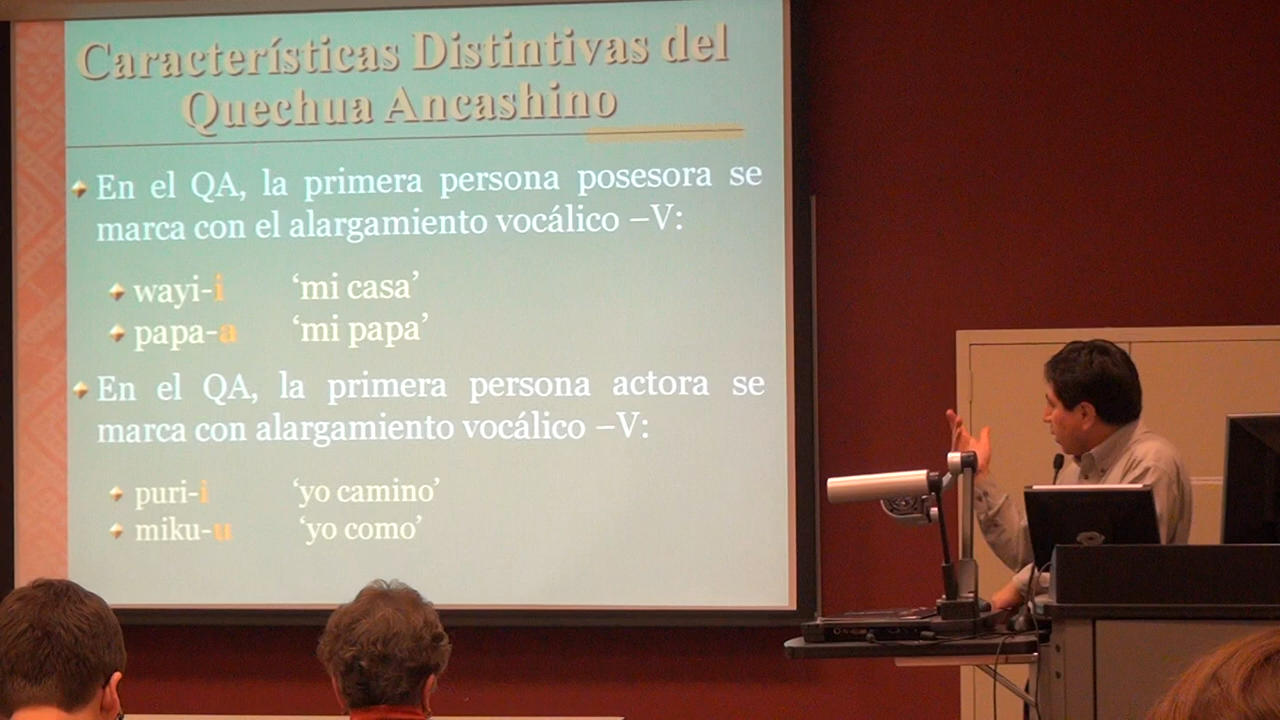 Características Distintivas del
Quechua Ancashino
En el QA, la primera persona posesora se
marca con el alargamiento vocálico –V:
wayi-i ‘mi casa’
papa-a ‘mi papa’
En el QA, la primera persona actora se
marca con alargamiento vocálico –V:
puri-i ‘yo camino’
miku-u ‘yo como’